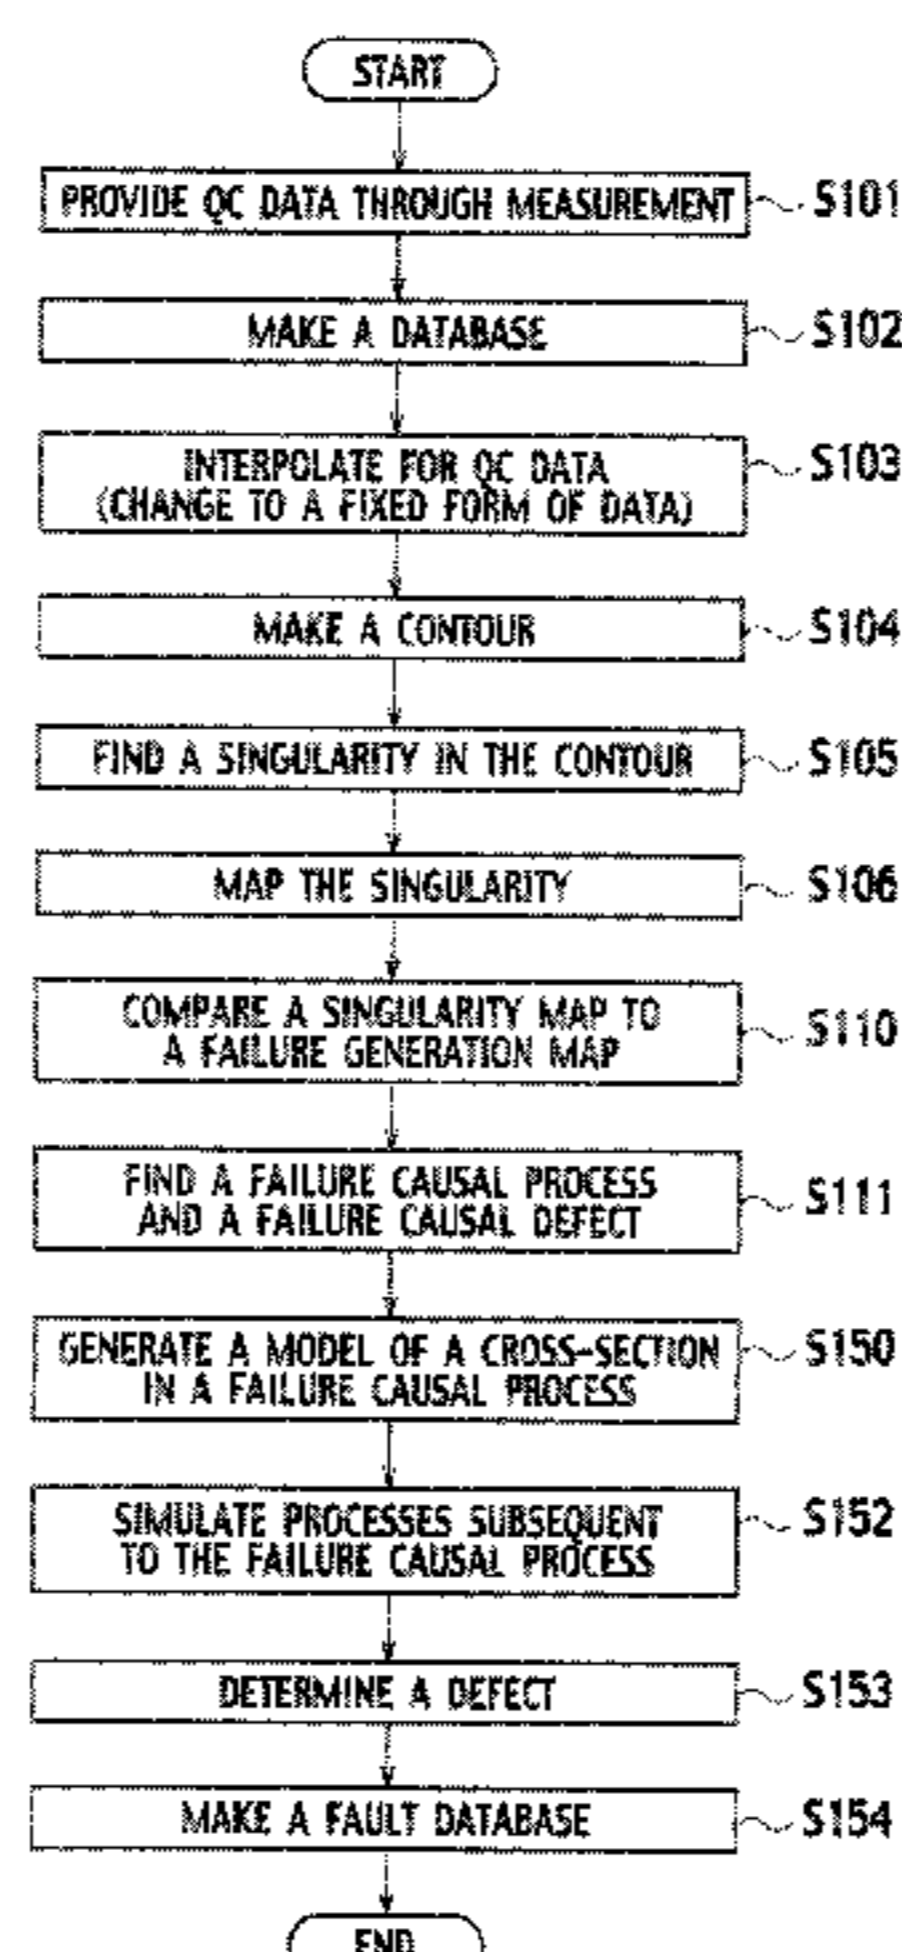 START
PROVIDE QC DATA THROUGH MEASUREMENT
S101
MAKE A DATABASE
S102
INTERPOLATE FOR QC DATA
(CHANGE TO A FIXED FORM OF DATA)
S103
MAKE A CONTOUR
S104
FIND A SINGULARITY IN THE CONTOUR
S105
MAP THE SINGULARITY
S106
COMPARE A SINGULARITY MAP TO
A FAILURE GENERATION MAP
S110
FIND A FAILURE CAUSAL PROCESS
AND A FAILURE CAUSAL DEFECT
S111
GENERATE A MODEL OF A CROSS-SECTION
IN A FAILURE CAUSAL PROCESS
S150
SIMULATE PROCESSES SUBSEQUENT
TO THE FAILURE CAUSAL PROCESS
S152
DETERMINE A DEFECT
S153
MAKE A FAULT DATABASE
S154
END